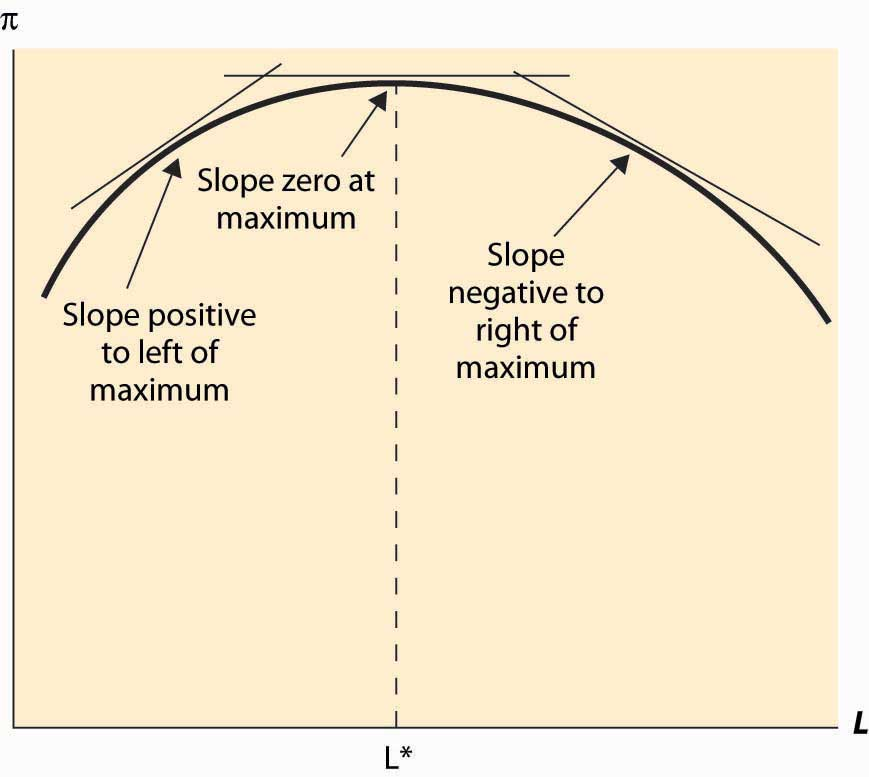 π
Slope zero at
maximum
Slope positive
to left of
maximum
Slope
negative to
right of
maximum
L
L*